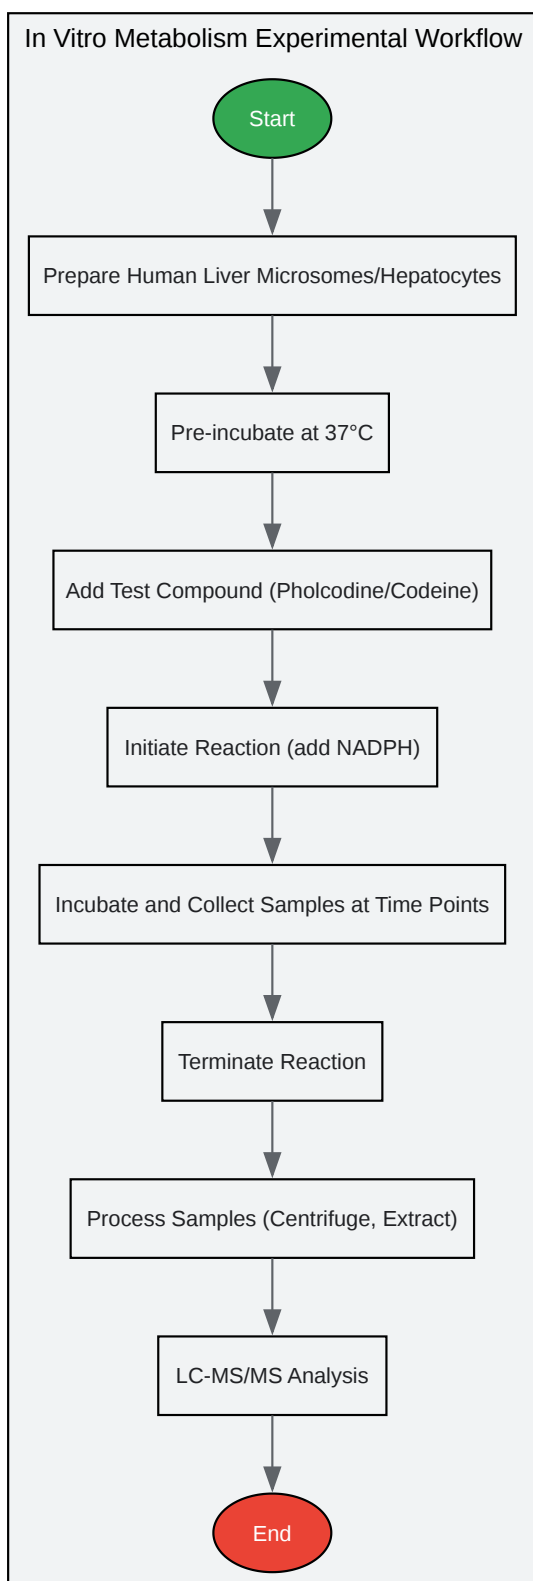 In Vitro Metabolism Experimental Workflow
Start
Prepare Human Liver Microsomes/Hepatocytes
Pre-incubate at 37°C
Add Test Compound (Pholcodine/Codeine)
Initiate Reaction (add NADPH)
Incubate and Collect Samples at Time Points
Terminate Reaction
Process Samples (Centrifuge, Extract)
LC-MS/MS Analysis
End